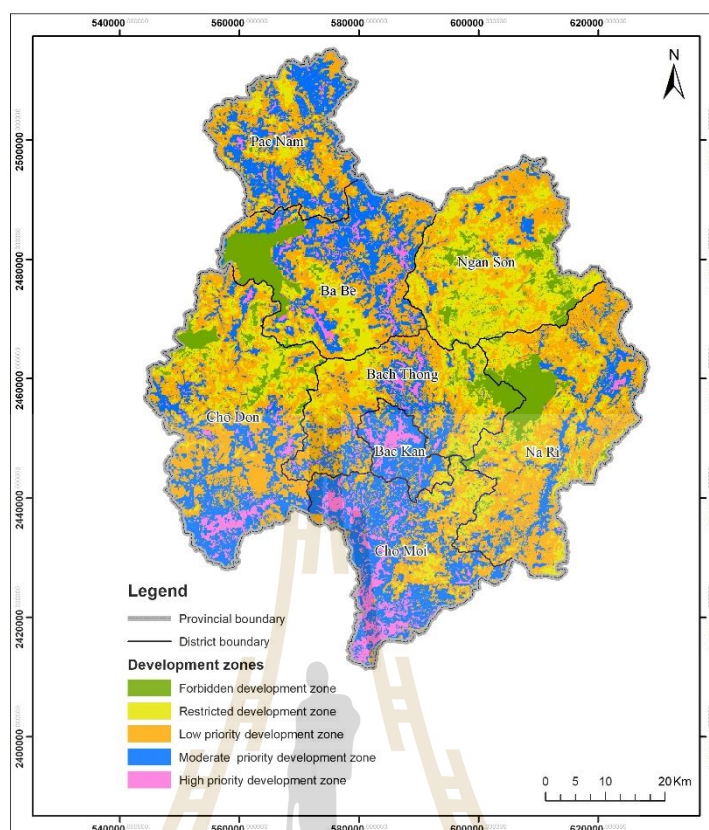 540000 560000 580000 600000 620000
N
2500000
2480000
2460000
2440000
2420000
2400000
Pac Nam
Ngan Son
Ba Be
Bach Thong
Cho Don
Bac Kan
Na Ri
Cho Moi
Legend
Provincial boundary
District boundary
Development zones
Forbidden development zone
Restricted development zone
Low priority development zone
Moderate priority development zone
High priority development zone
0 5 10 20 Km
540000 560000 580000 600000 620000